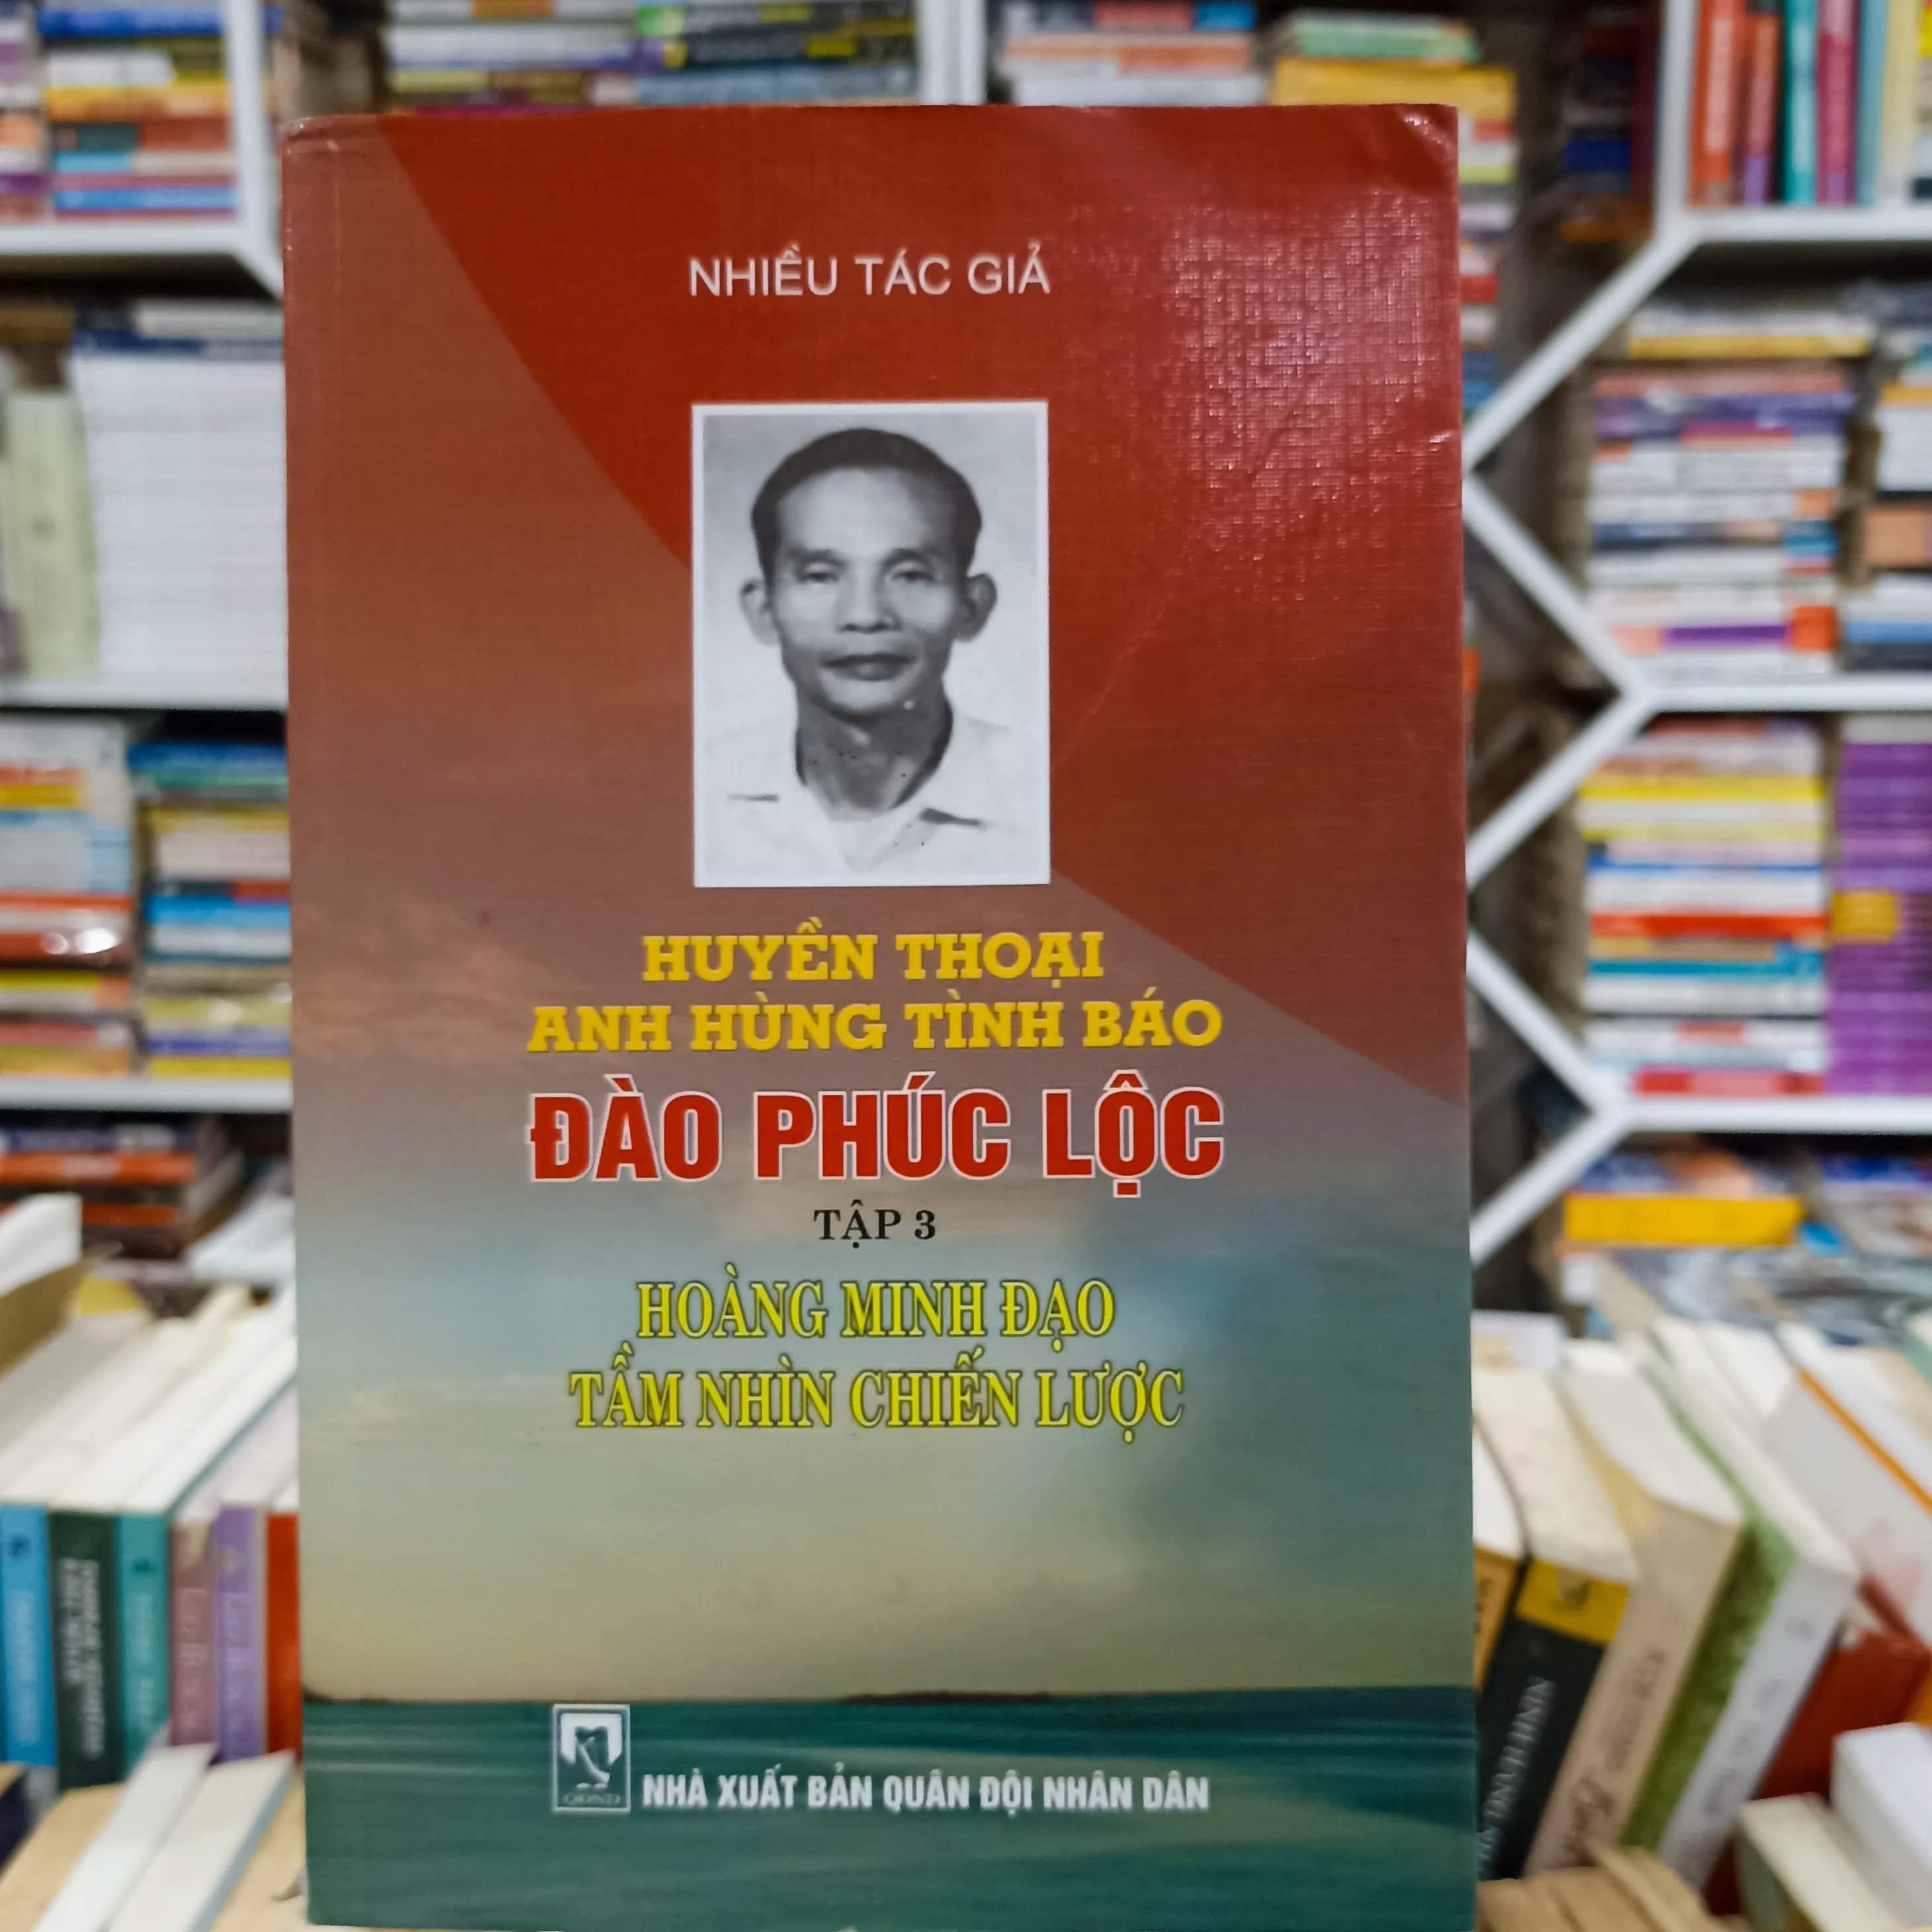 NHIỀU TÁC GIẢ
HUYỀN THOẠI
ANH HÙNG TÌNH BÁO
ĐÀO PHÚC LỘC
TẬP 3
HOÀNG MINH ĐẠO
TẦM NHÌN CHIẾN LƯỢC
QĐND
NHÀ XUẤT BẢN QUÂN ĐỘI NHÂN DÂN